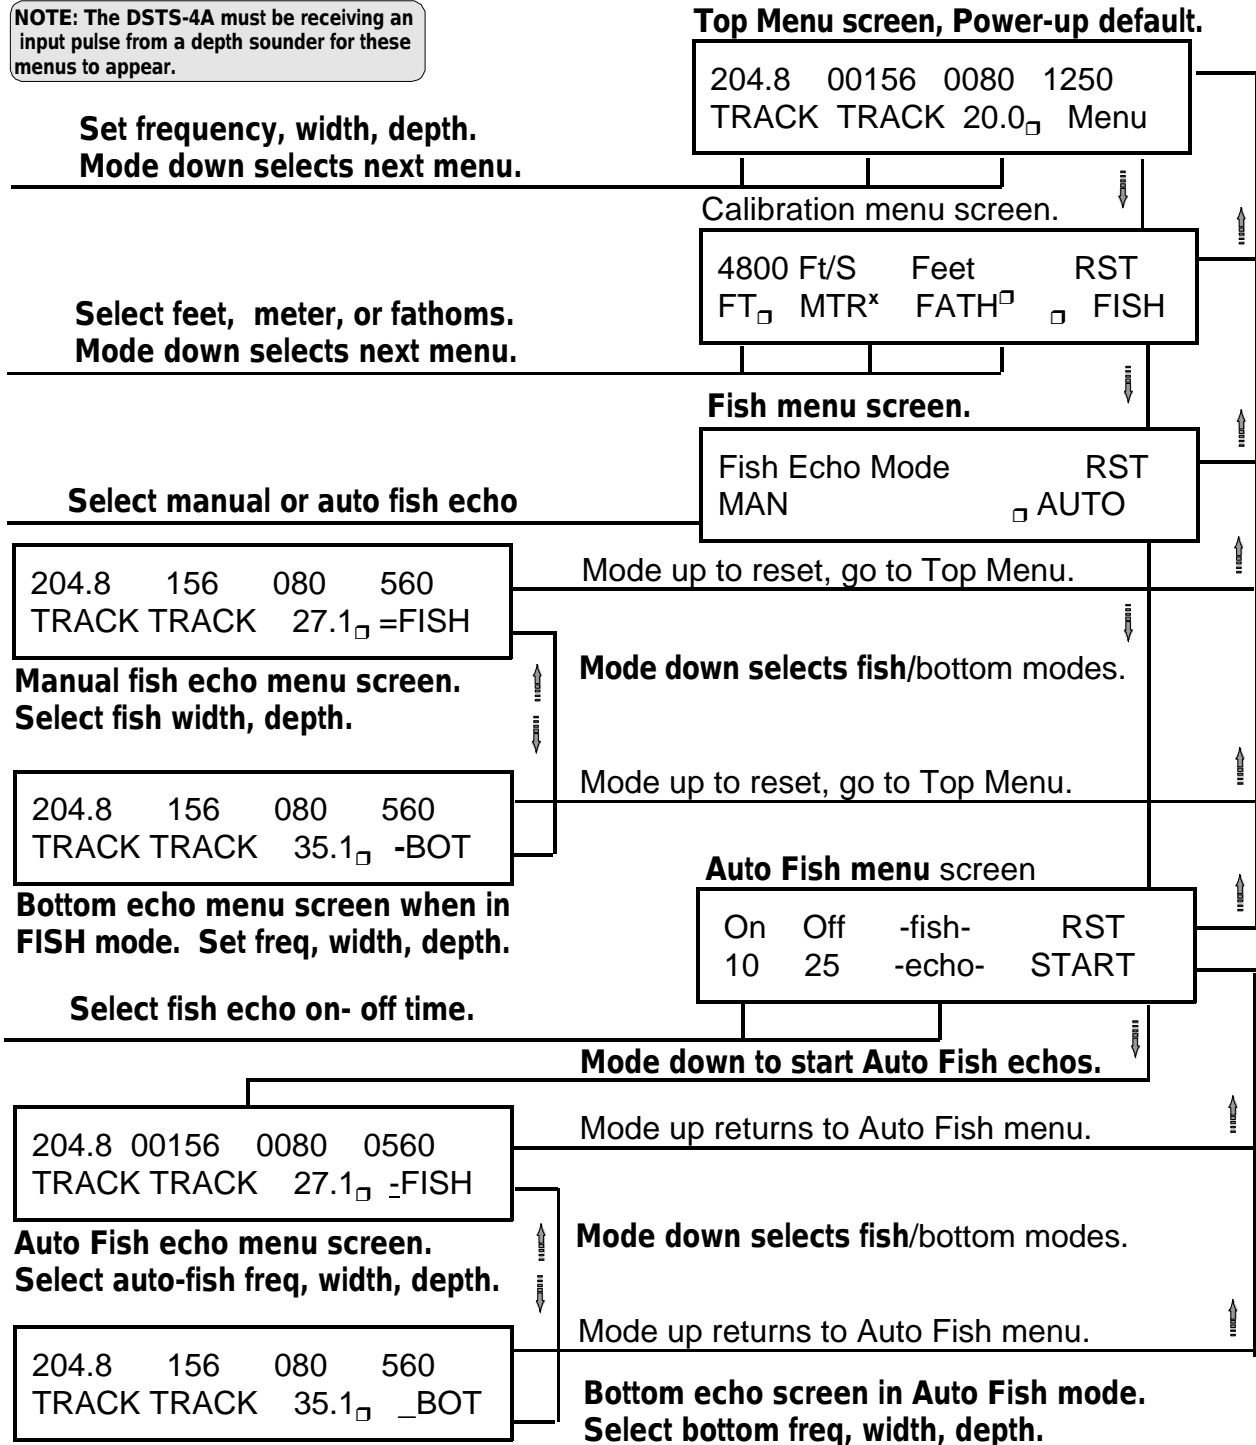 NOTE: The DSTS-4A must be receiving an
input pulse from a depth sounder for these
menus to appear.
Top Menu screen, Power-up default.
204.8 00156 0080 1250
TRACK TRACK 20.0❒ Menu
Set frequency, width, depth.
Mode down selects next menu.
Calibration menu screen.
4800 Ft/S Feet RST
FT❒ MTRˣ FATH❒ ❒ FISH
Select feet, meter, or fathoms.
Mode down selects next menu.
Fish menu screen.
Fish Echo Mode RST
MAN ❒ AUTO
Select manual or auto fish echo
204.8 156 080 560
TRACK TRACK 27.1❒ =FISH
Mode up to reset, go to Top Menu.
Manual fish echo menu screen.
Select fish width, depth.
Mode down selects fish/bottom modes.
204.8 156 080 560
TRACK TRACK 35.1❒ -BOT
Mode up to reset, go to Top Menu.
Bottom echo menu screen when in
FISH mode. Set freq, width, depth.
Auto Fish menu screen
On Off -fish- RST
10 25 -echo- START
Select fish echo on- off time.
Mode down to start Auto Fish echos.
204.8 00156 0080 0560
TRACK TRACK 27.1❒ -FISH
Mode up returns to Auto Fish menu.
Auto Fish echo menu screen.
Select auto-fish freq, width, depth.
Mode down selects fish/bottom modes.
Mode up returns to Auto Fish menu.
204.8 156 080 560
TRACK TRACK 35.1❒ _BOT
Bottom echo screen in Auto Fish mode.
Select bottom freq, width, depth.